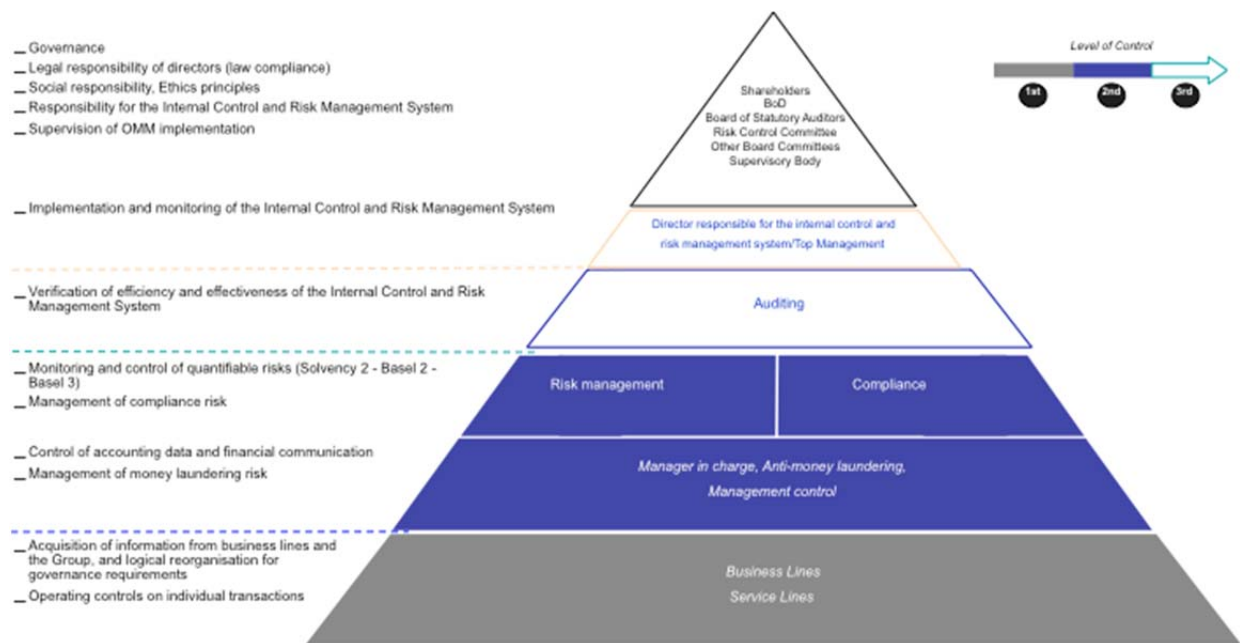 Governance
Legal responsibility of directors (law compliance)
Social responsibility, Ethics principles
Responsibility for the Internal Control and Risk Management System
Supervision of OMM implementation
Implementation and monitoring of the Internal Control and Risk Management System
Verification of efficiency and effectiveness of the Internal Control and Risk
Management System
Monitoring and control of quantifiable risks (Solvency 2 - Basel 2 -
Basel 3)
Management of compliance risk
Control of accounting data and financial communication
Management of money laundering risk
Acquisition of information from business lines and
the Group, and logical reorganisation for
governance requirements
Operating controls on individual transactions
Shareholders
BoD
Board of Statutory Auditors
Risk Control Committee
Other Board Committees
Supervisory Body
Director responsible for the internal control and
risk management system/Top Management
Auditing
Risk management
Compliance
Manager in charge, Anti-money laundering,
Management control
Business Lines
Service Lines
Level of Control
1st
2nd
3rd